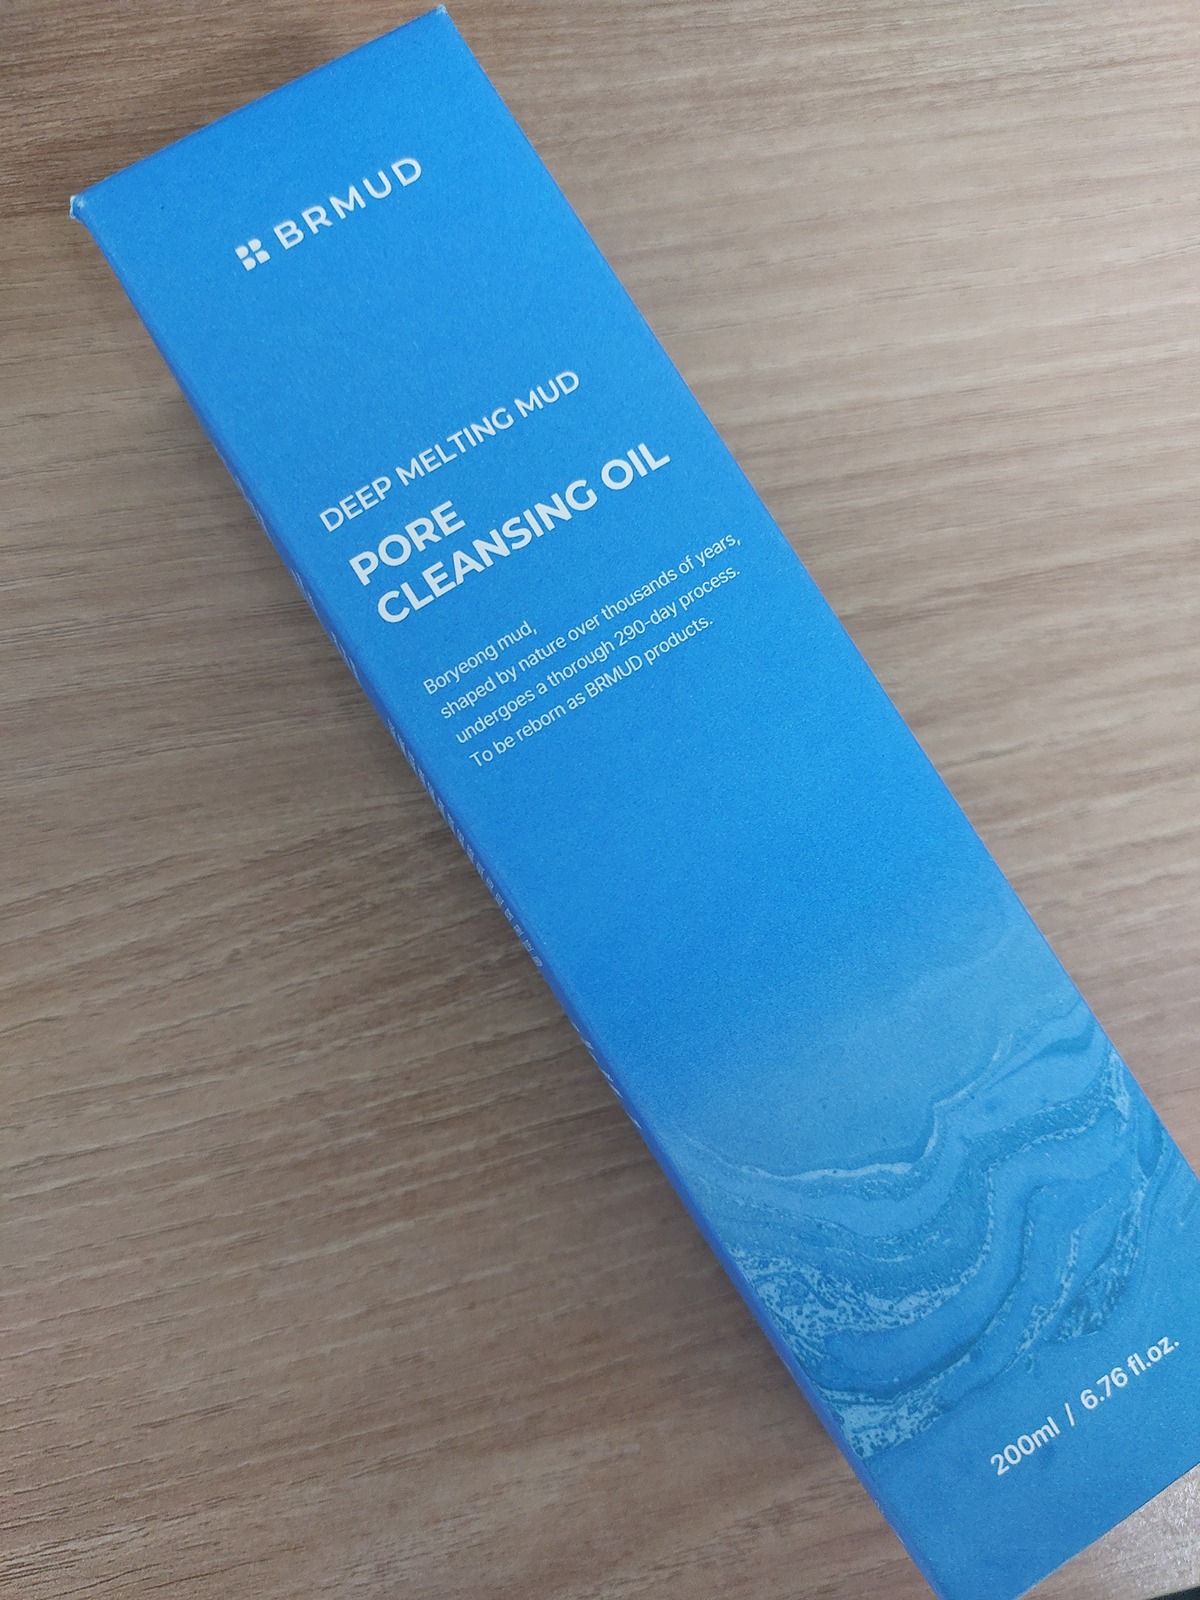 BRMUD
DEEP MELTING MUD
PORE
CLEANSING OIL
Boryeong mud,
shaped by nature over thousands of years,
undergoes a thorough 290-day process.
To be reborn as BRMUD products.
200ml / 6.76 fl.oz.